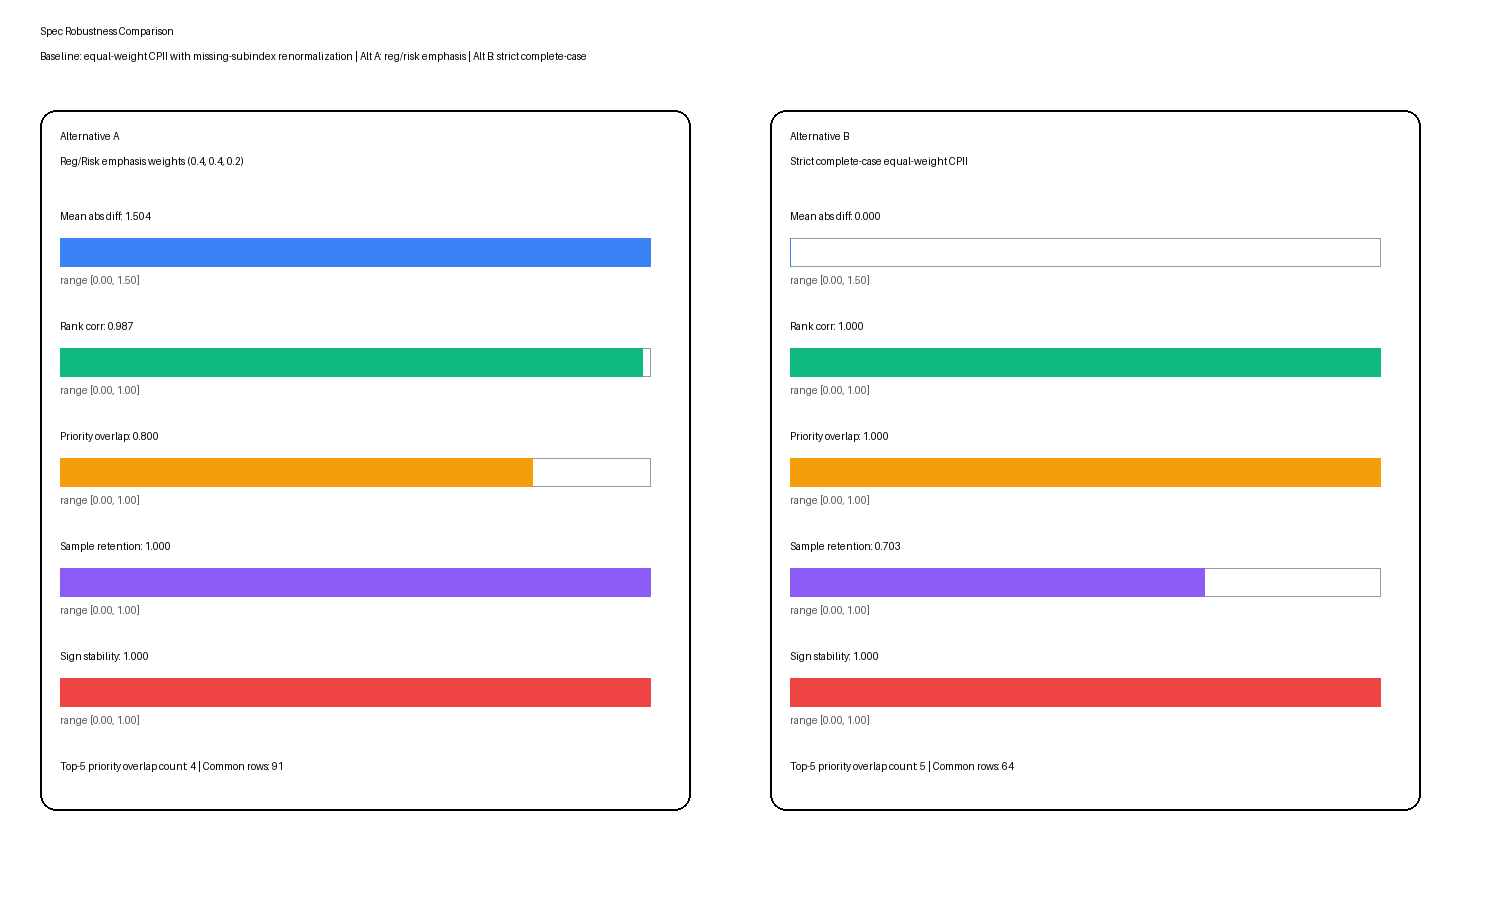 Spec Robustness Comparison
Baseline: equal-weight CPII with missing-subindex renormalization | Alt A: reg/risk emphasis | Alt B: strict complete-case
Alternative A
Reg/Risk emphasis weights (0.4, 0.4, 0.2)
Mean abs diff: 1.504
range [0.00, 1.50]
Rank corr: 0.987
range [0.00, 1.00]
Priority overlap: 0.800
range [0.00, 1.00]
Sample retention: 1.000
range [0.00, 1.00]
Sign stability: 1.000
range [0.00, 1.00]
Top-5 priority overlap count: 4 | Common rows: 91
Alternative B
Strict complete-case equal-weight CPII
Mean abs diff: 0.000
range [0.00, 1.50]
Rank corr: 1.000
range [0.00, 1.00]
Priority overlap: 1.000
range [0.00, 1.00]
Sample retention: 0.703
range [0.00, 1.00]
Sign stability: 1.000
range [0.00, 1.00]
Top-5 priority overlap count: 5 | Common rows: 64